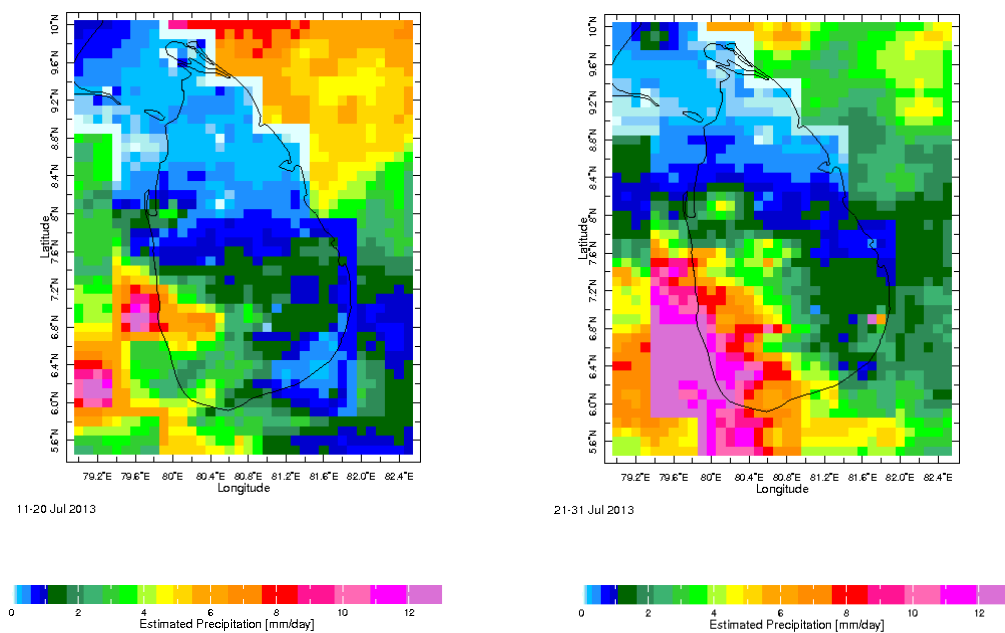 10°N
9.6°N
9.2°N
8.8°N
8.4°N
8°N
7.6°N
7.2°N
6.8°N
6.4°N
6.0°N
5.6°N
Latitude
79.2°E 79.6°E 80°E 80.4°E 80.8°E 81.2°E 81.6°E 82.0°E 82.4°E
Longitude
11-20 Jul 2013
0 2 4 6 8 10 12
Estimated Precipitation [mm/day]
10°N
9.6°N
9.2°N
8.8°N
8.4°N
8°N
7.6°N
7.2°N
6.8°N
6.4°N
6.0°N
5.6°N
Latitude
79.2°E 79.6°E 80°E 80.4°E 80.8°E 81.2°E 81.6°E 82.0°E 82.4°E
Longitude
21-31 Jul 2013
0 2 4 6 8 10 12
Estimated Precipitation [mm/day]